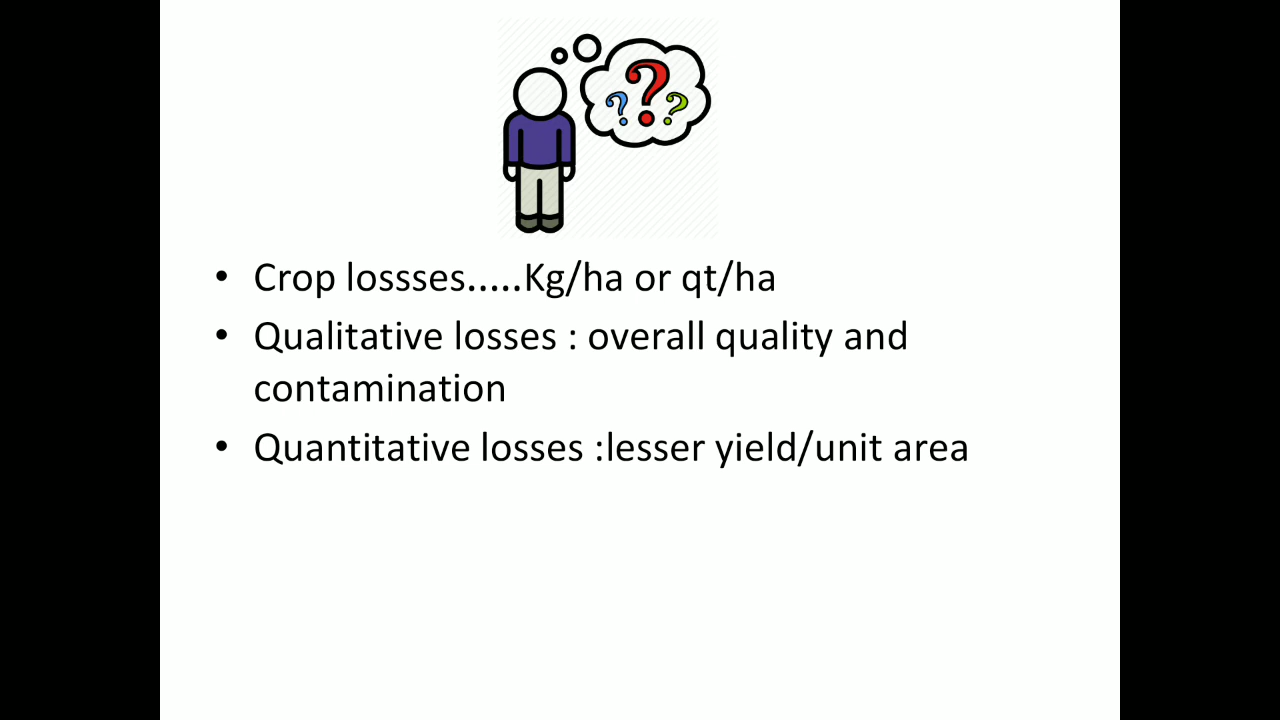 ? ? ?
• Crop lossses.....Kg/ha or qt/ha
• Qualitative losses : overall quality and
contamination
• Quantitative losses :lesser yield/unit area